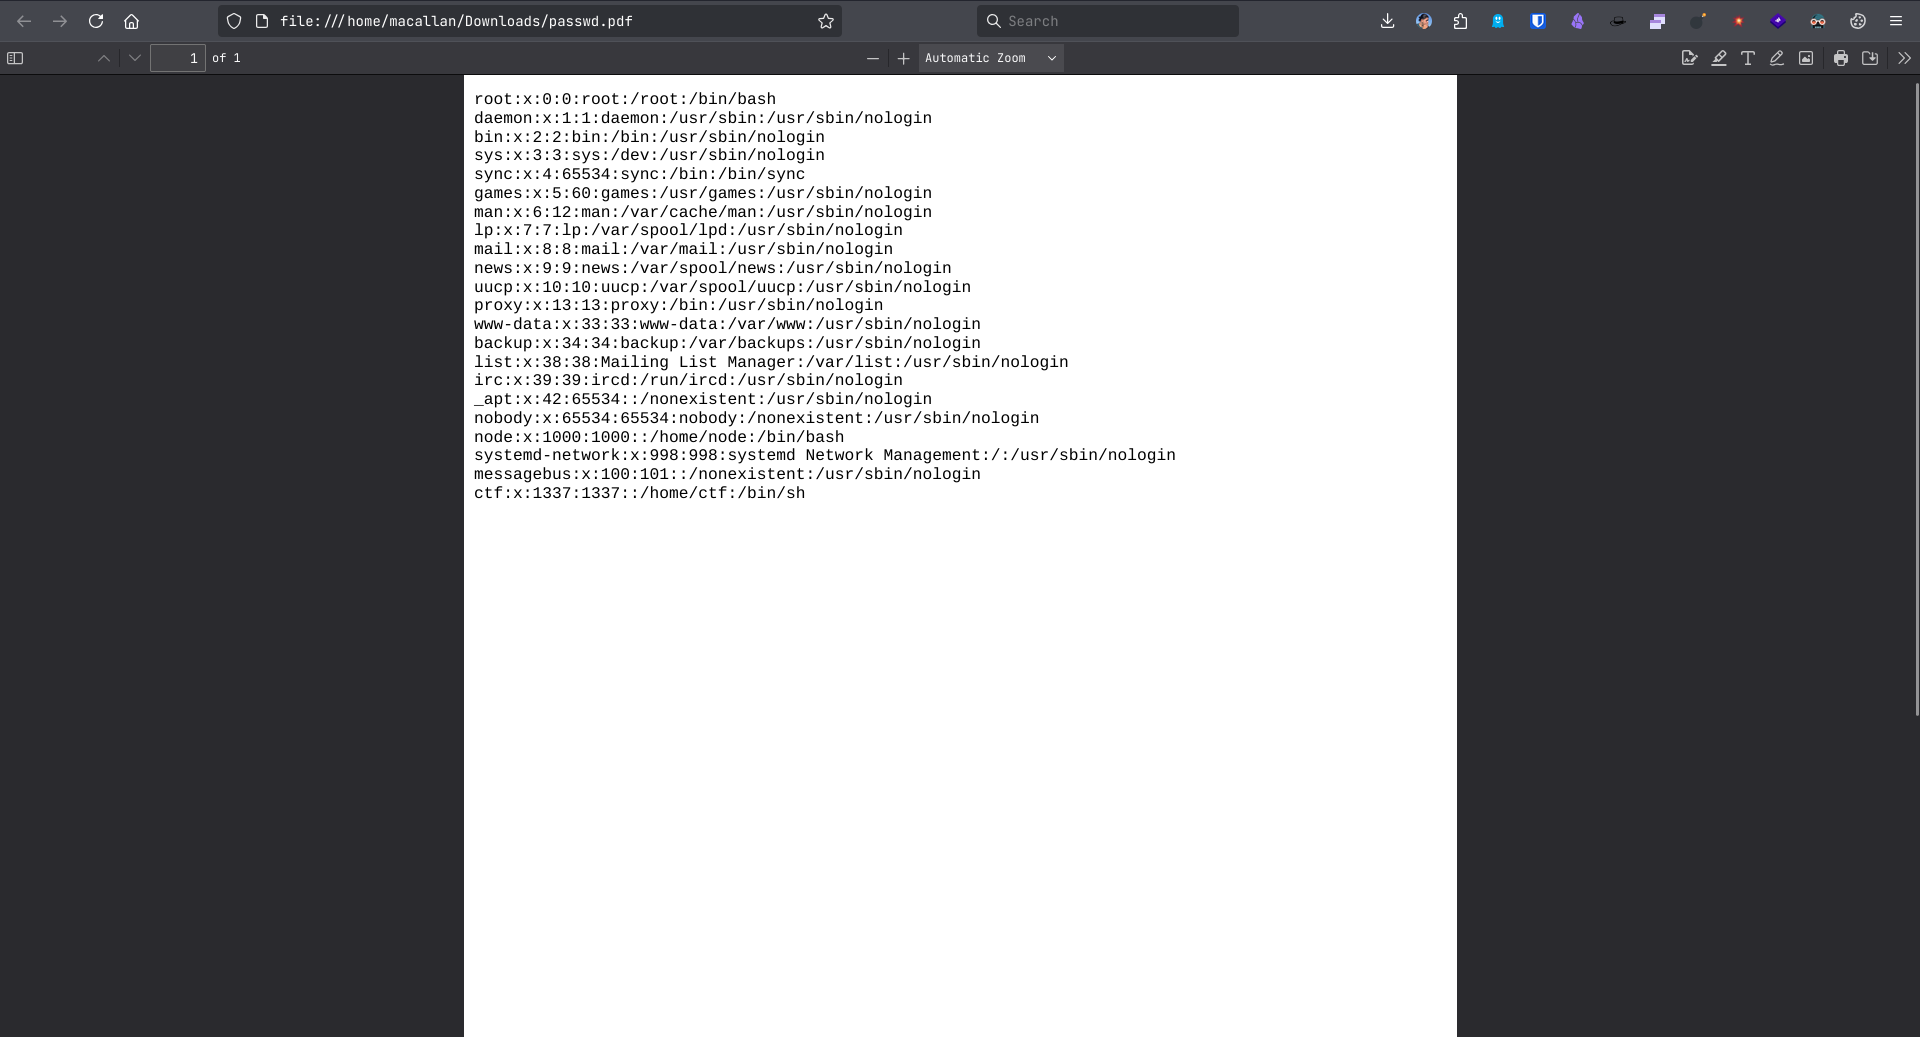 file:///home/macallan/Downloads/passwd.pdf
Search
1 of 1
Automatic Zoom
root:x:0:0:root:/root:/bin/bash
daemon:x:1:1:daemon:/usr/sbin:/usr/sbin/nologin
bin:x:2:2:bin:/bin:/usr/sbin/nologin
sys:x:3:3:sys:/dev:/usr/sbin/nologin
sync:x:4:65534:sync:/bin:/bin/sync
games:x:5:60:games:/usr/games:/usr/sbin/nologin
man:x:6:12:man:/var/cache/man:/usr/sbin/nologin
lp:x:7:7:lp:/var/spool/lpd:/usr/sbin/nologin
mail:x:8:8:mail:/var/mail:/usr/sbin/nologin
news:x:9:9:news:/var/spool/news:/usr/sbin/nologin
uucp:x:10:10:uucp:/var/spool/uucp:/usr/sbin/nologin
proxy:x:13:13:proxy:/bin:/usr/sbin/nologin
www-data:x:33:33:www-data:/var/www:/usr/sbin/nologin
backup:x:34:34:backup:/var/backups:/usr/sbin/nologin
list:x:38:38:Mailing List Manager:/var/list:/usr/sbin/nologin
irc:x:39:39:ircd:/run/ircd:/usr/sbin/nologin
_apt:x:42:65534::/nonexistent:/usr/sbin/nologin
nobody:x:65534:65534:nobody:/nonexistent:/usr/sbin/nologin
node:x:1000:1000::/home/node:/bin/bash
systemd-network:x:998:998:systemd Network Management:/:/usr/sbin/nologin
messagebus:x:100:101::/nonexistent:/usr/sbin/nologin
ctf:x:1337:1337::/home/ctf:/bin/sh